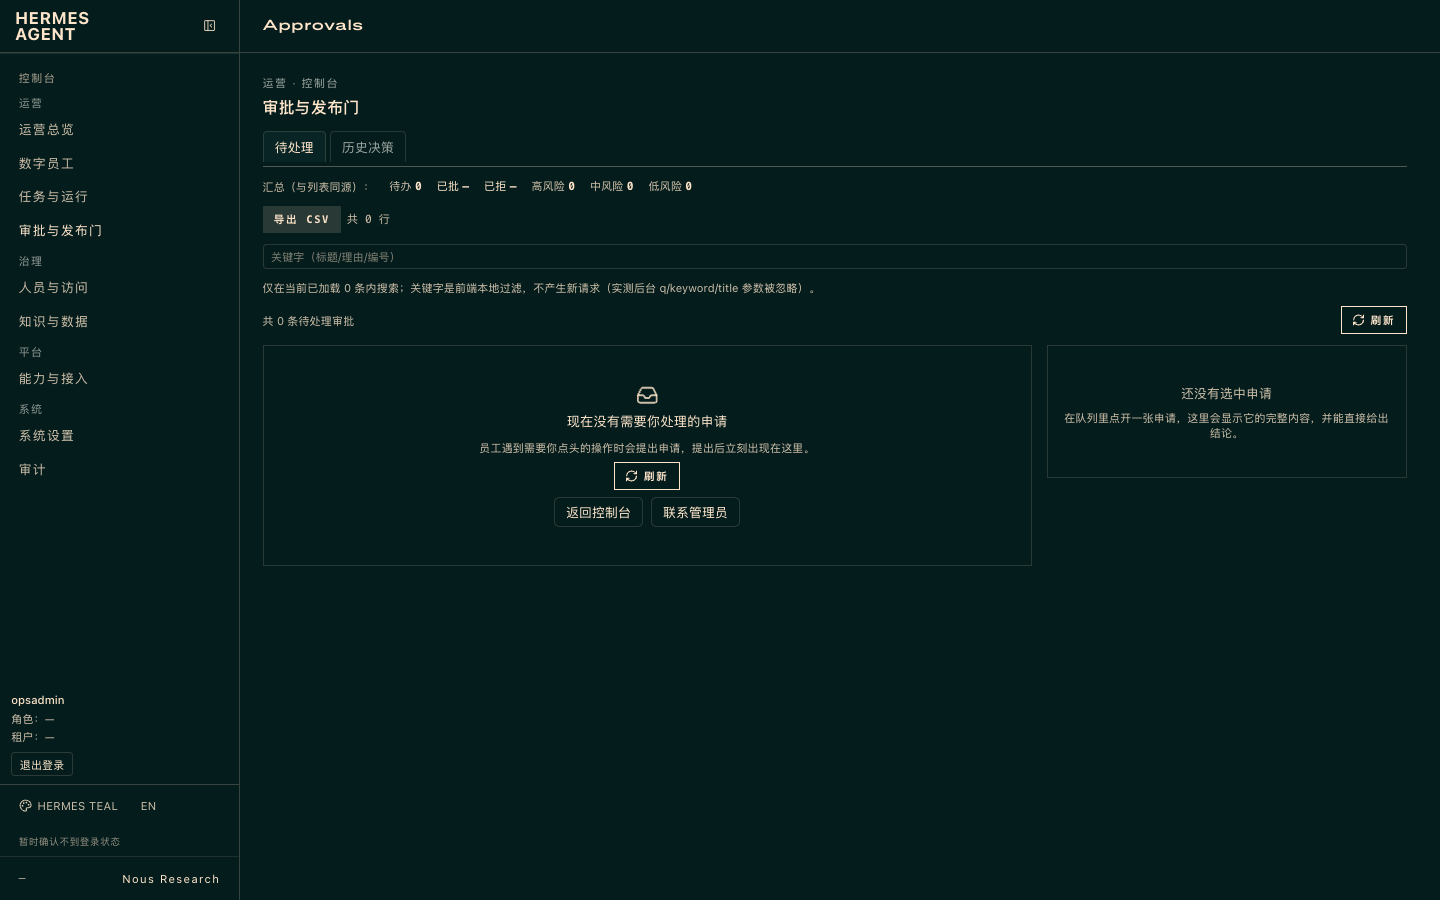 HERMES
AGENT
Approvals
控制台
运营
运营总览
数字员工
任务与运行
审批与发布门
治理
人员与访问
知识与数据
平台
能力与接入
系统
系统设置
审计
opsadmin
角色：—
租户：—
退出登录
HERMES TEAL EN
暂时确认不到登录状态
— Nous Research
运营 · 控制台
审批与发布门
待处理 历史决策
汇总（与列表同源）： 待办 0 已批 — 已拒 — 高风险 0 中风险 0 低风险 0
导出 CSV 共 0 行
关键字（标题/理由/编号）
仅在当前已加载 0 条内搜索；关键字是前端本地过滤，不产生新请求（实测后台 q/keyword/title 参数被忽略）。
共 0 条待处理审批 刷新
现在没有需要你处理的申请
员工遇到需要你点头的操作时会提出申请，提出后立刻出现在这里。
刷新
返回控制台 联系管理员
还没有选中申请
在队列里点开一张申请，这里会显示它的完整内容，并能直接给出
结论。